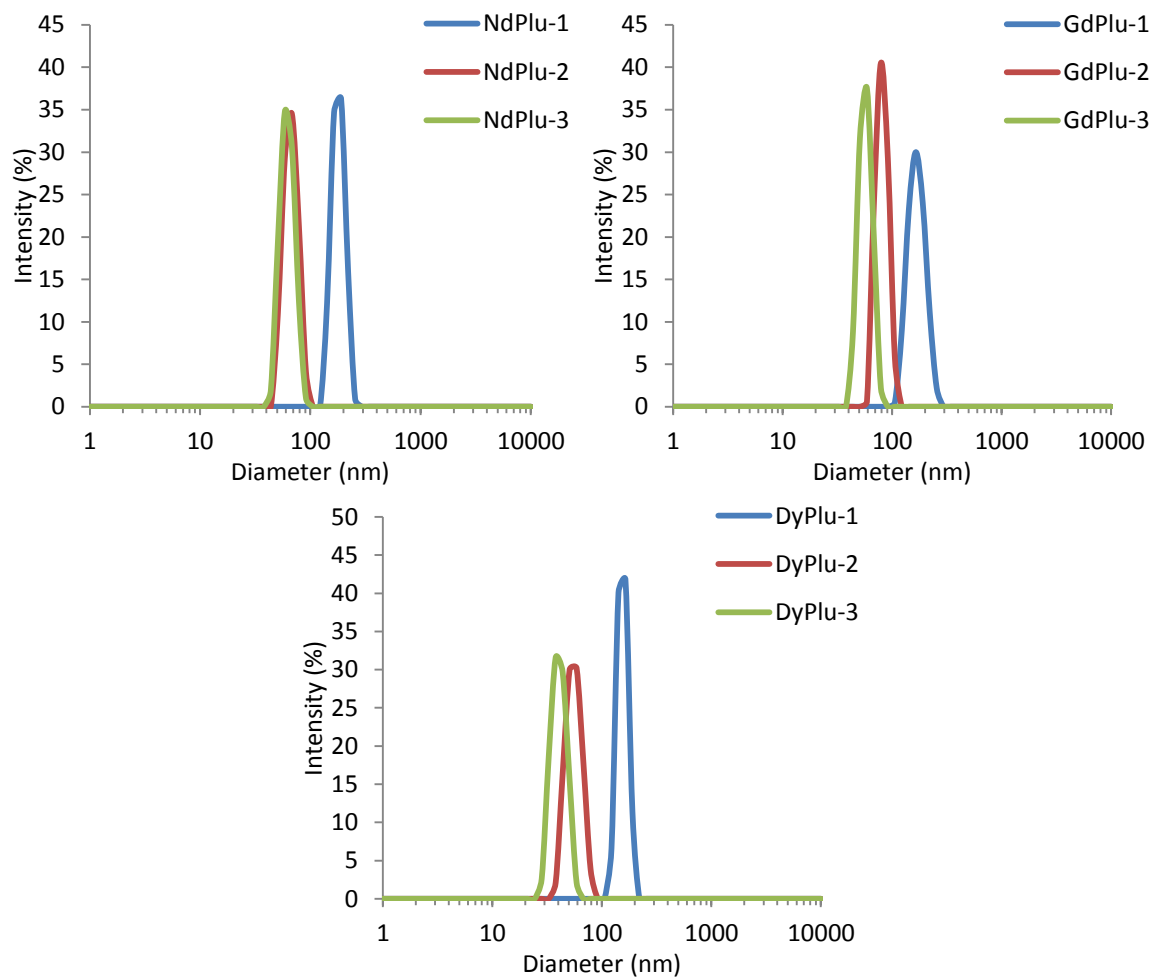 45
40
35
30
25
20
15
10
5
0
Intensity (%)
1 10 100 1000 10000
Diameter (nm)
NdPlu-1
NdPlu-2
NdPlu-3
45
40
35
30
25
20
15
10
5
0
Intensity (%)
1 10 100 1000 10000
Diameter (nm)
GdPlu-1
GdPlu-2
GdPlu-3
50
45
40
35
30
25
20
15
10
5
0
Intensity (%)
1 10 100 1000 10000
Diameter (nm)
DyPlu-1
DyPlu-2
DyPlu-3